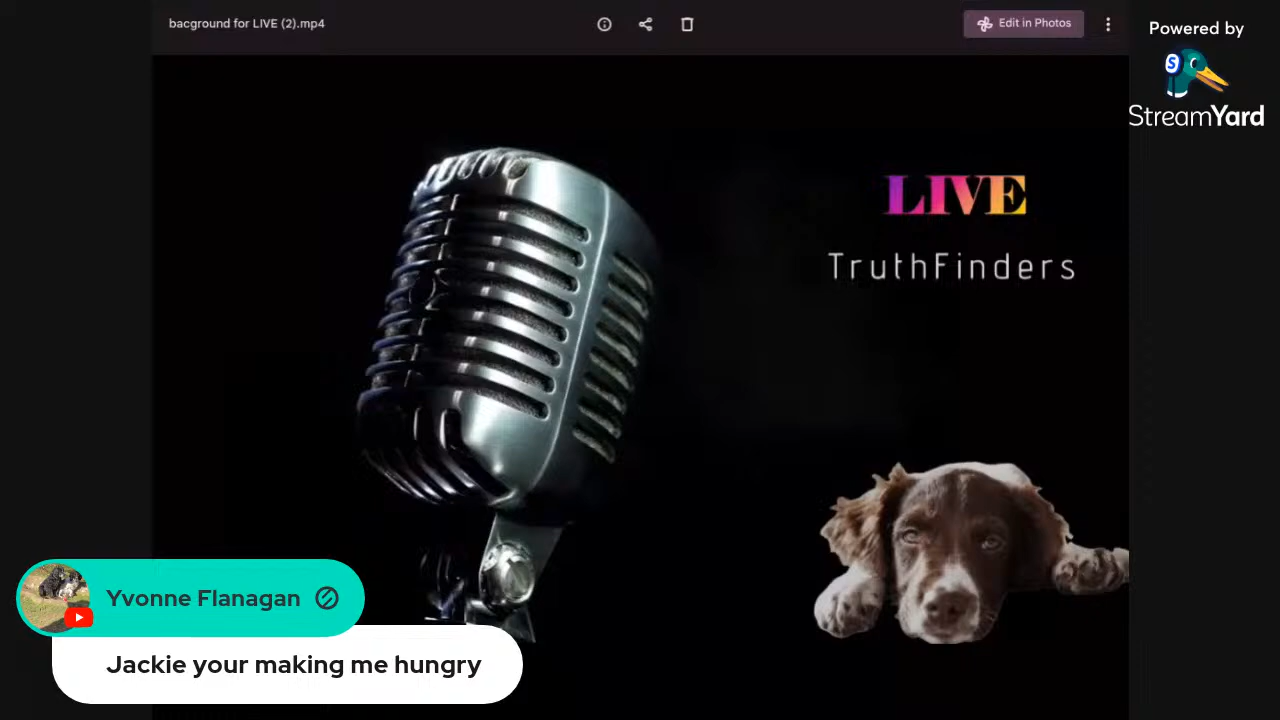 bacground for LIVE (2).mp4
Edit in Photos
Powered by
S
StreamYard
LIVE
TruthFinders
Yvonne Flanagan
Jackie your making me hungry